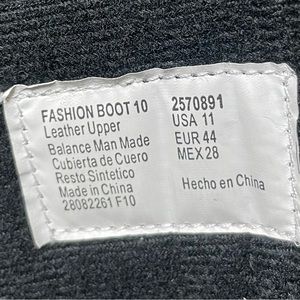 FASHION BOOT 10 2570891
Leather Upper USA 11
Balance Man Made EUR 44
Cubierta de Cuero MEX 28
Resto Sintetico
Made in China Hecho en China
28082261 F10